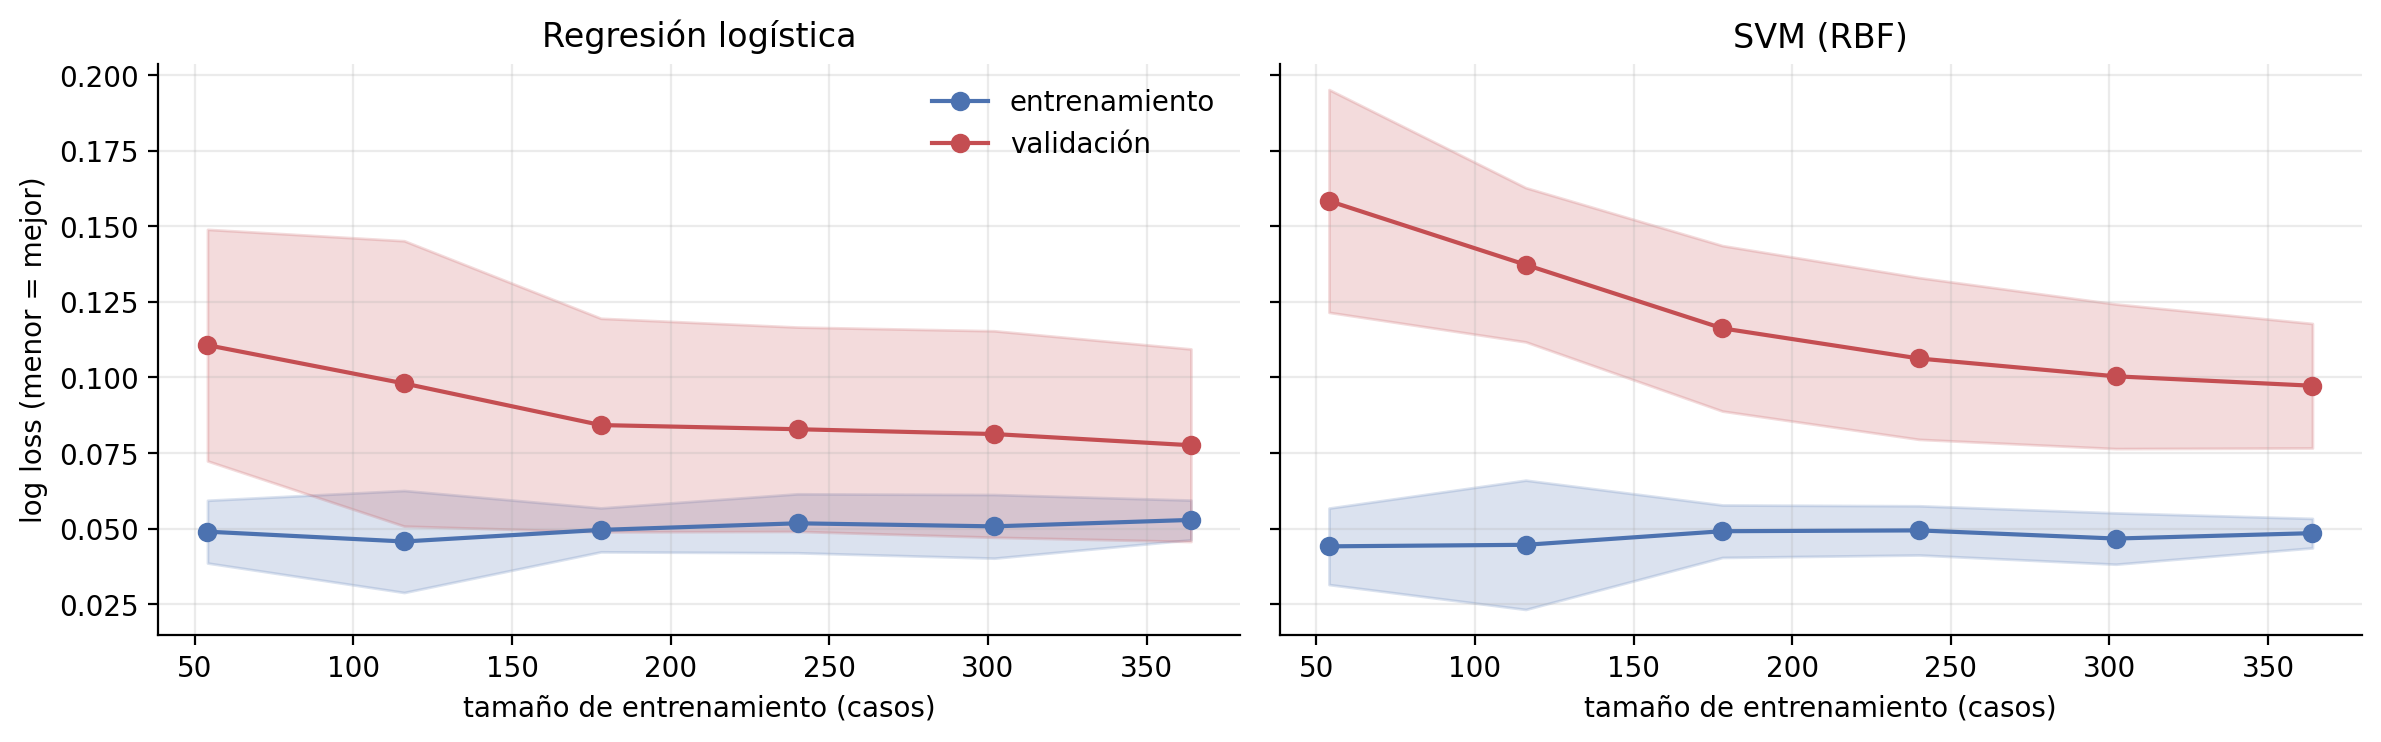 Regresión logística
SVM (RBF)
log loss (menor = mejor)
0.200
0.175
0.150
0.125
0.100
0.075
0.050
0.025
entrenamiento
validación
50 100 150 200 250 300 350
50 100 150 200 250 300 350
tamaño de entrenamiento (casos)
tamaño de entrenamiento (casos)